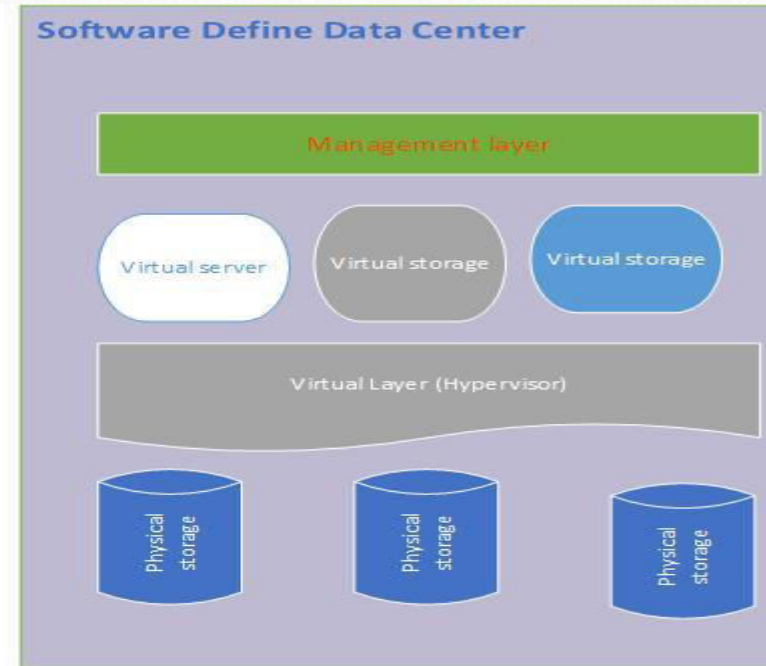 Software Define Data Center
Management layer
Virtual server
Virtual storage
Virtual storage
Virtual Layer (Hypervisor)
Physical
storage
Physical
storage
Physical
storage